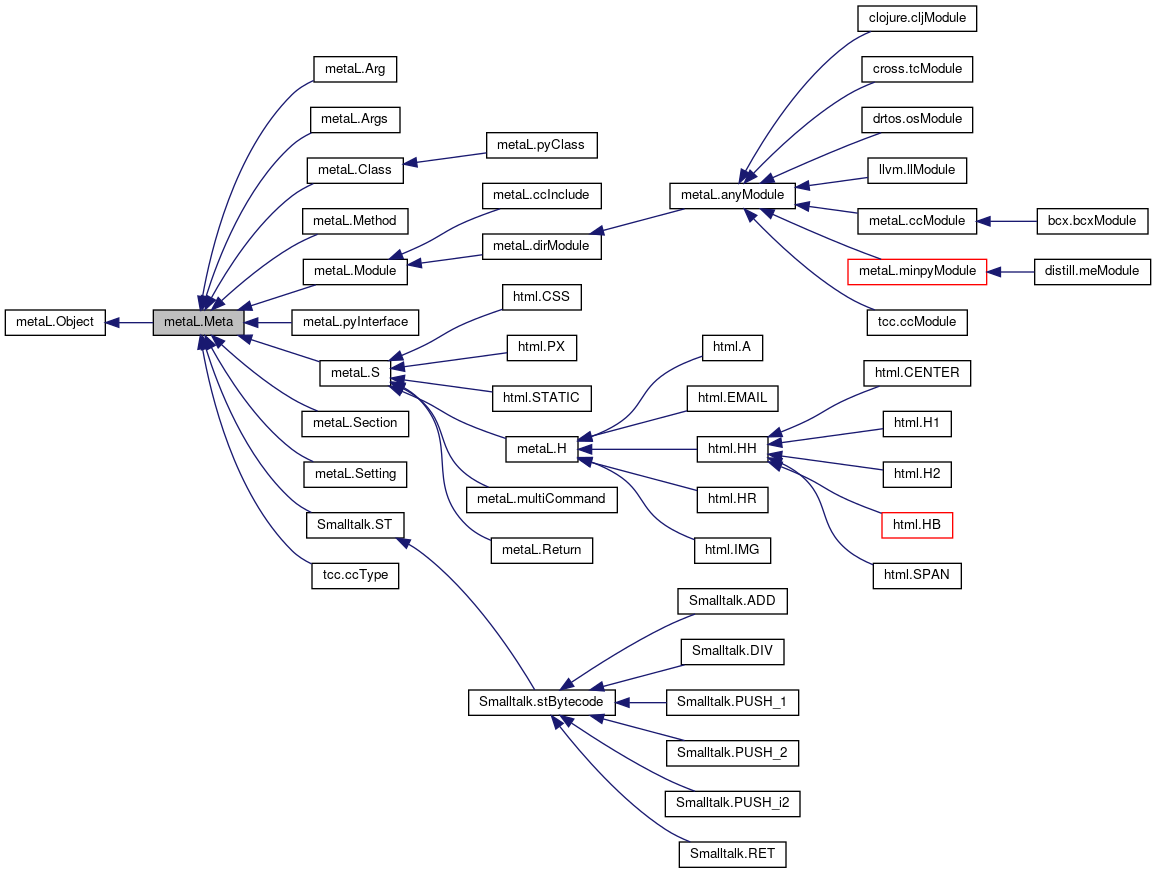 clojure.cljModule
metaL.Arg
cross.tcModule
metaL.Args
drtos.osModule
metaL.pyClass
metaL.Class
llvm.llModule
metaL.ccInclude
metaL.anyModule
metaL.Method
metaL.ccModule
bcx.bcxModule
metaL.dirModule
metaL.Module
metaL.minpyModule
distill.meModule
html.CSS
metaL.Object
metaL.Meta
metaL.pyInterface
tcc.ccModule
html.PX
html.A
metaL.S
html.CENTER
html.STATIC
html.EMAIL
metaL.Section
html.H1
metaL.H
html.HH
metaL.Setting
html.H2
metaL.multiCommand
html.HR
Smalltalk.ST
html.HB
metaL.Return
html.IMG
tcc.ccType
html.SPAN
Smalltalk.ADD
Smalltalk.DIV
Smalltalk.stBytecode
Smalltalk.PUSH_1
Smalltalk.PUSH_2
Smalltalk.PUSH_i2
Smalltalk.RET